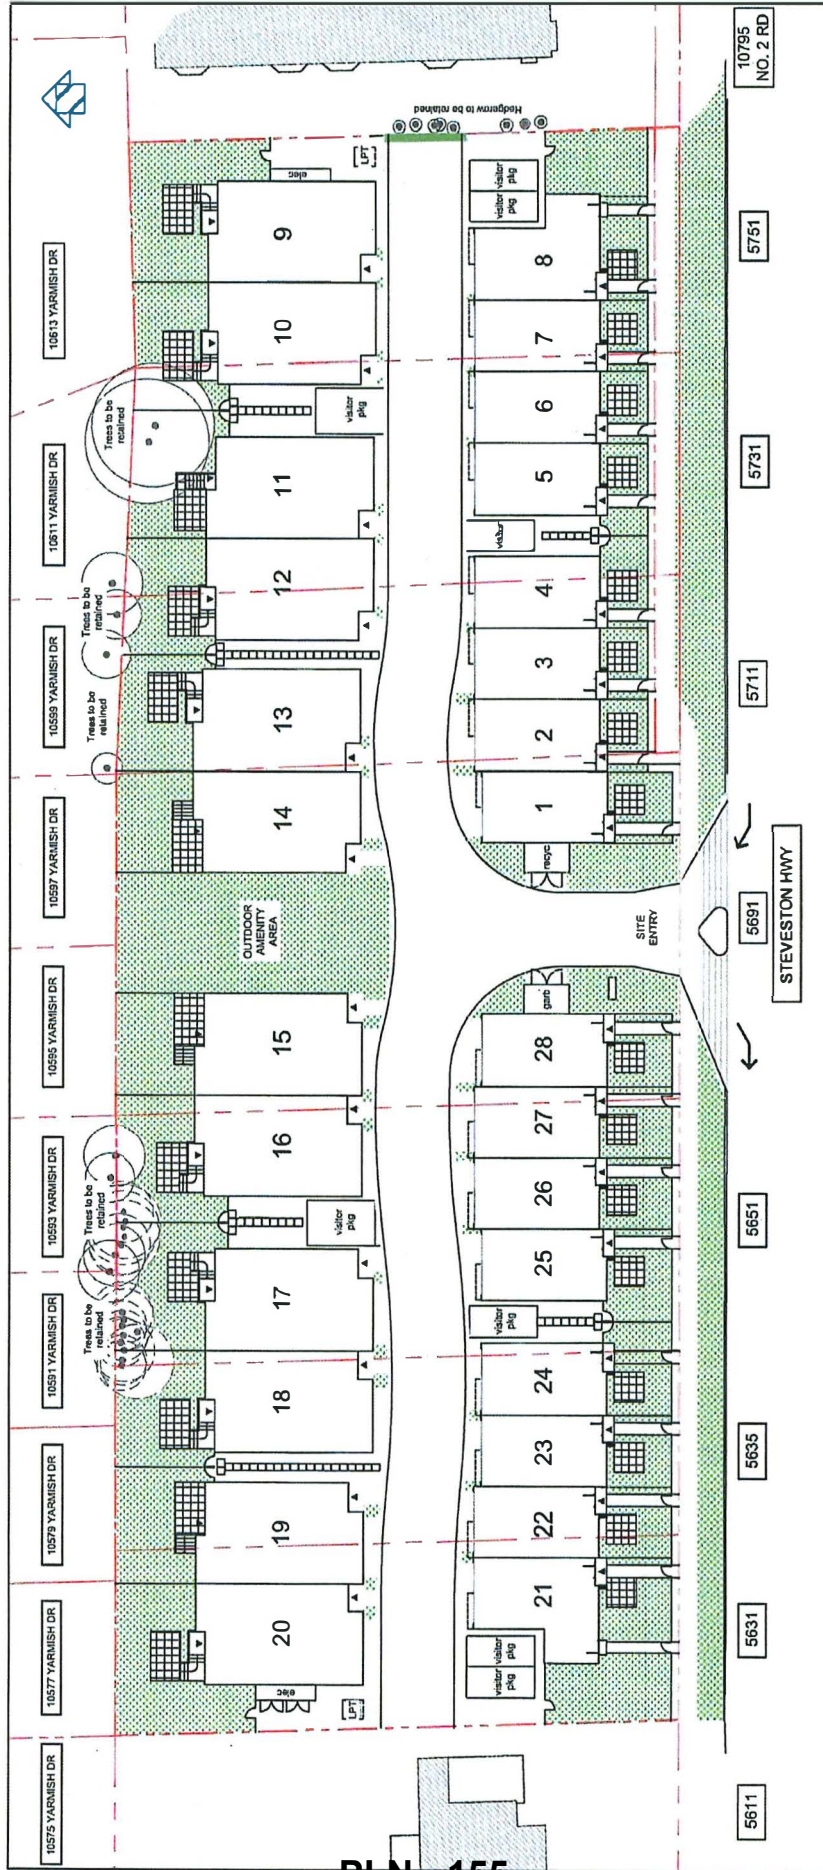 10575 YARMISH DR
10577 YARMISH DR
10579 YARMISH DR
10591 YARMISH DR
10593 YARMISH DR
10595 YARMISH DR
10597 YARMISH DR
10599 YARMISH DR
10611 YARMISH DR
10613 YARMISH DR
Trees to be
retained
Trees to be
retained
Trees to be
retained
Trees to be
retained
Trees to be
retained
OUTDOOR
AMENITY
AREA
20
19
18
17
16
15
14
13
12
11
10
9
elec
elec
visitor
pkg
visitor
pkg
LPT
LPT
Hedgerow to be retained
visitor
pkg
visitor
pkg
visitor
pkg
visitor
visitor
pkg
visitor
pkg
21
22
23
24
25
26
27
28
garb
recyc
1
2
3
4
5
6
7
8
SITE
ENTRY
5611
5631
5635
5651
5691
5711
5731
5751
10795
NO. 2 RD
STEVESTON HWY
PLN - 155